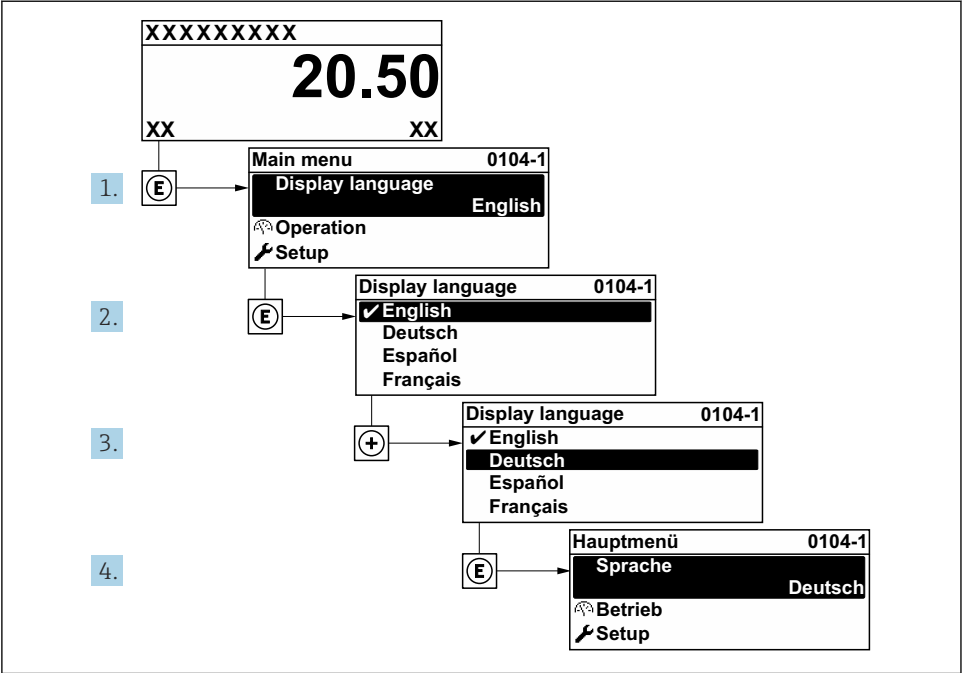 XXXXXXXXX
20.50
XX XX
1. E
Main menu 0104-1
Display language
English
Operation
Setup
2. E
Display language 0104-1
✔English
Deutsch
Español
Français
3. +
Display language 0104-1
✔English
Deutsch
Español
Français
4. E
Hauptmenü 0104-1
Sprache
Deutsch
Betrieb
Setup